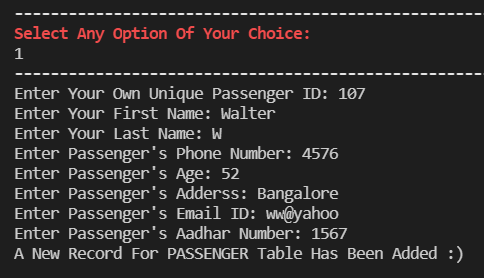 Select Any Option Of Your Choice:
1
Enter Your Own Unique Passenger ID: 107
Enter Your First Name: Walter
Enter Your Last Name: W
Enter Passenger's Phone Number: 4576
Enter Passenger's Age: 52
Enter Passenger's Adderss: Bangalore
Enter Passenger's Email ID: ww@yahoo
Enter Passenger's Aadhar Number: 1567
A New Record For PASSENGER Table Has Been Added :)